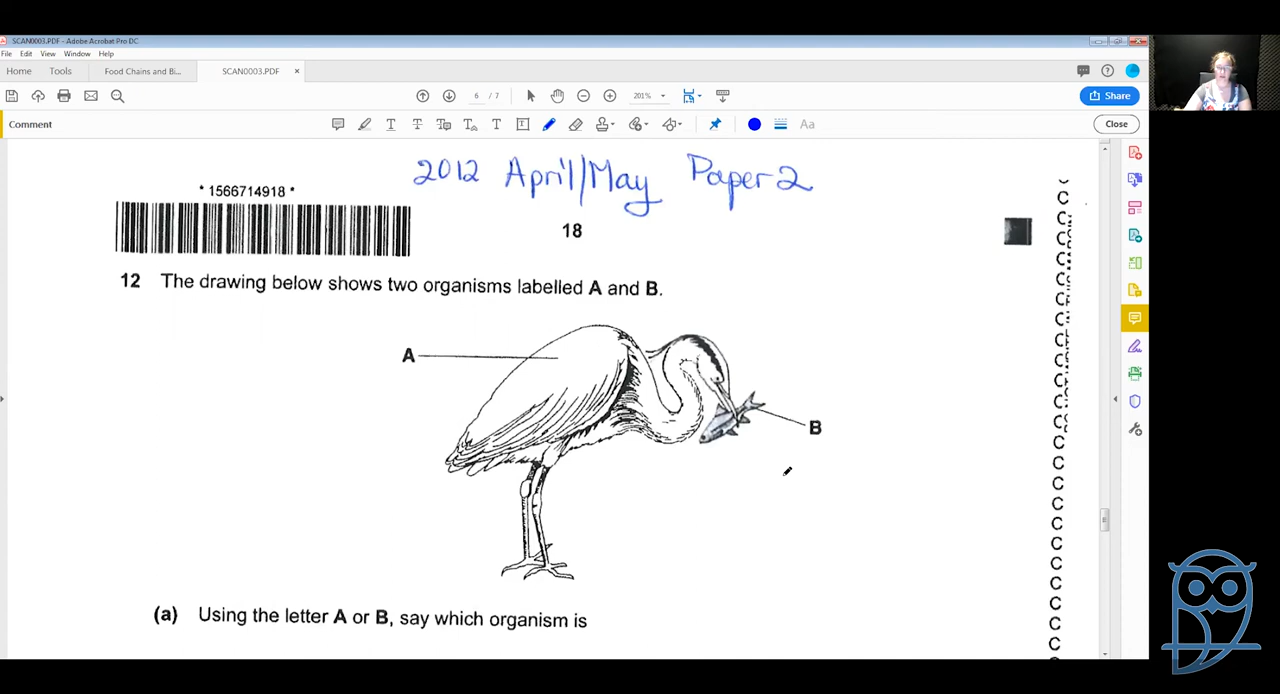 SCAN0003.PDF - Adobe Acrobat Pro DC
File Edit View Window Help
Home Tools Food Chains and Bi... SCAN0003.PDF ×
6 / 7 201% Share
Comment Aa Close
2012 April/May Paper 2
* 1566714918 *
18
12 The drawing below shows two organisms labelled A and B.
A
B
(a) Using the letter A or B, say which organism is